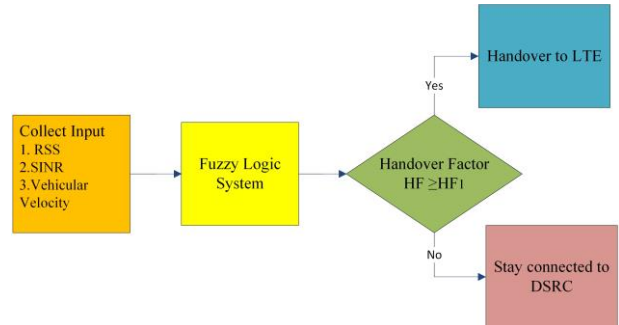 Handover to LTE
Yes
Collect Input
1. RSS
2.SINR
3.Vehicular
Velocity
Fuzzy Logic
System
Handover Factor
HF ≥HF1
No
Stay connected to
DSRC